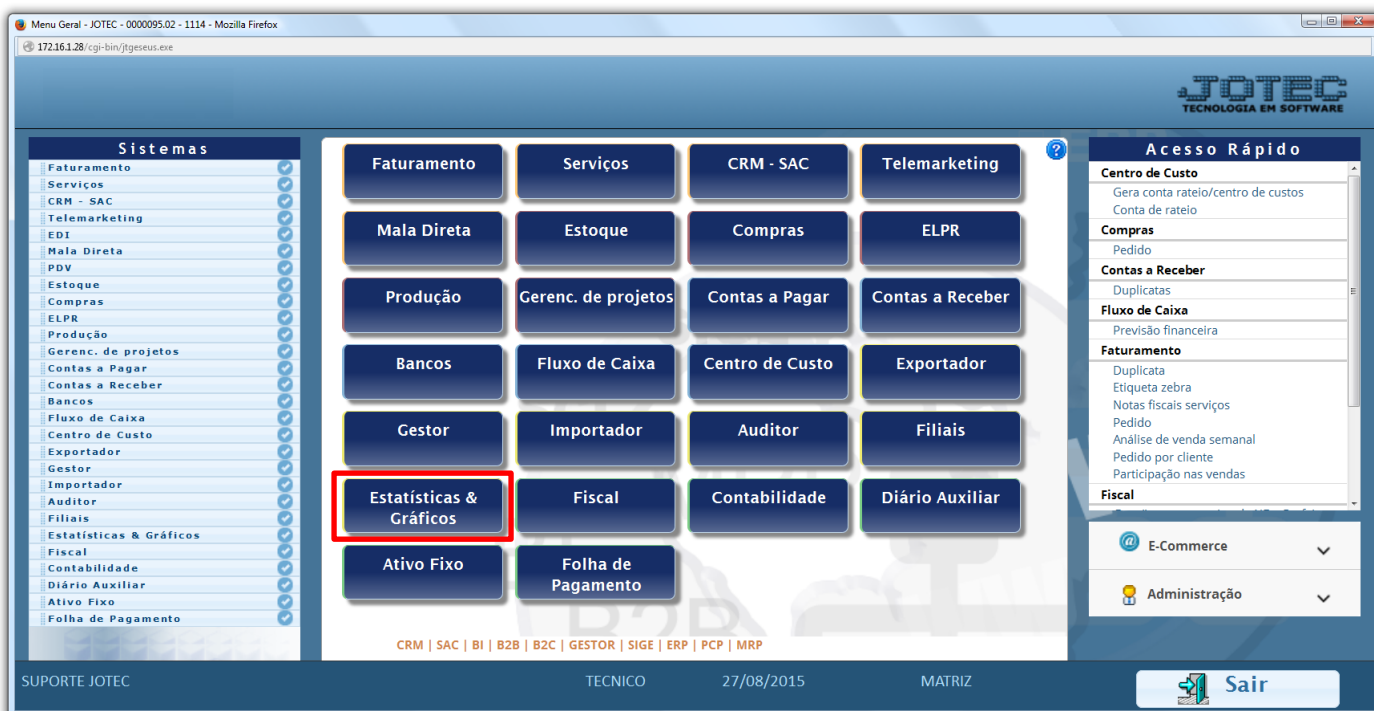 Menu Geral - JOTEC - 0000095.02 - 1114 - Mozilla Firefox
172.16.1.28/cgi-bin/jtgeseus.exe
JOTEC
TECNOLOGIA EM SOFTWARE
Sistemas
Faturamento
Serviços
CRM - SAC
Telemarketing
EDI
Mala Direta
PDV
Estoque
Compras
ELPR
Produção
Gerenc. de projetos
Contas a Pagar
Contas a Receber
Bancos
Fluxo de Caixa
Centro de Custo
Exportador
Gestor
Importador
Auditor
Filiais
Estatísticas & Gráficos
Fiscal
Contabilidade
Diário Auxiliar
Ativo Fixo
Folha de Pagamento
Faturamento Serviços CRM - SAC Telemarketing
Mala Direta Estoque Compras ELPR
Produção Gerenc. de projetos Contas a Pagar Contas a Receber
Bancos Fluxo de Caixa Centro de Custo Exportador
Gestor Importador Auditor Filiais
Estatísticas & Gráficos Fiscal Contabilidade Diário Auxiliar
Ativo Fixo Folha de Pagamento
B2B
CRM | SAC | BI | B2B | B2C | GESTOR | SIGE | ERP | PCP | MRP
Acesso Rápido
Centro de Custo
Gera conta rateio/centro de custos
Conta de rateio
Compras
Pedido
Contas a Receber
Duplicatas
Fluxo de Caixa
Previsão financeira
Faturamento
Duplicata
Etiqueta zebra
Notas fiscais serviços
Pedido
Análise de venda semanal
Pedido por cliente
Participação nas vendas
Fiscal
E-Commerce
Administração
SUPORTE JOTEC TECNICO 27/08/2015 MATRIZ
Sair